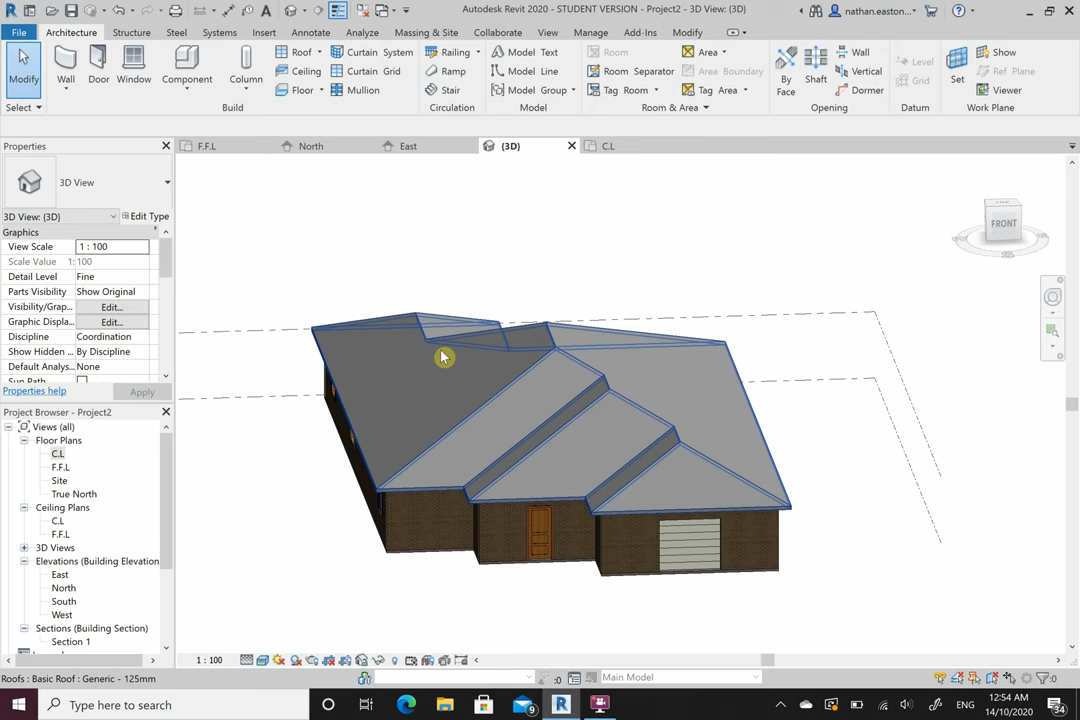 Autodesk Revit 2020 - STUDENT VERSION - Project2 - 3D View: {3D}
nathan.easton...
File Architecture Structure Steel Systems Insert Annotate Analyze Massing & Site Collaborate View Manage Add-Ins Modify
Modify Wall Door Window Component Column
Roof Ceiling Floor
Curtain System Curtain Grid Mullion
Railing Ramp Stair
Model Text Model Line Model Group
Room Room Separator Tag Room
Area Area Boundary Tag Area
By Face Shaft Wall Vertical Dormer
Level Grid
Set Show Ref Plane Viewer
Select Build Circulation Model Room & Area Opening Datum Work Plane
Properties F.F.L North East {3D} C.L
3D View
3D View: {3D} Edit Type
Graphics
View Scale 1 : 100
Scale Value 1: 100
Detail Level Fine
Parts Visibility Show Original
Visibility/Grap... Edit...
Graphic Displa... Edit...
Discipline Coordination
Show Hidden ... By Discipline
Default Analys... None
Sun Path
Properties help Apply
Project Browser - Project2
Views (all)
Floor Plans
C.L
F.F.L
Site
True North
Ceiling Plans
C.L
F.F.L
3D Views
Elevations (Building Elevation)
East
North
South
West
Sections (Building Section)
Section 1
FRONT
1 : 100
Roofs : Basic Roof : Generic - 125mm
:0 Main Model :0
Type here to search
9
ENG
12:54 AM
14/10/2020
34